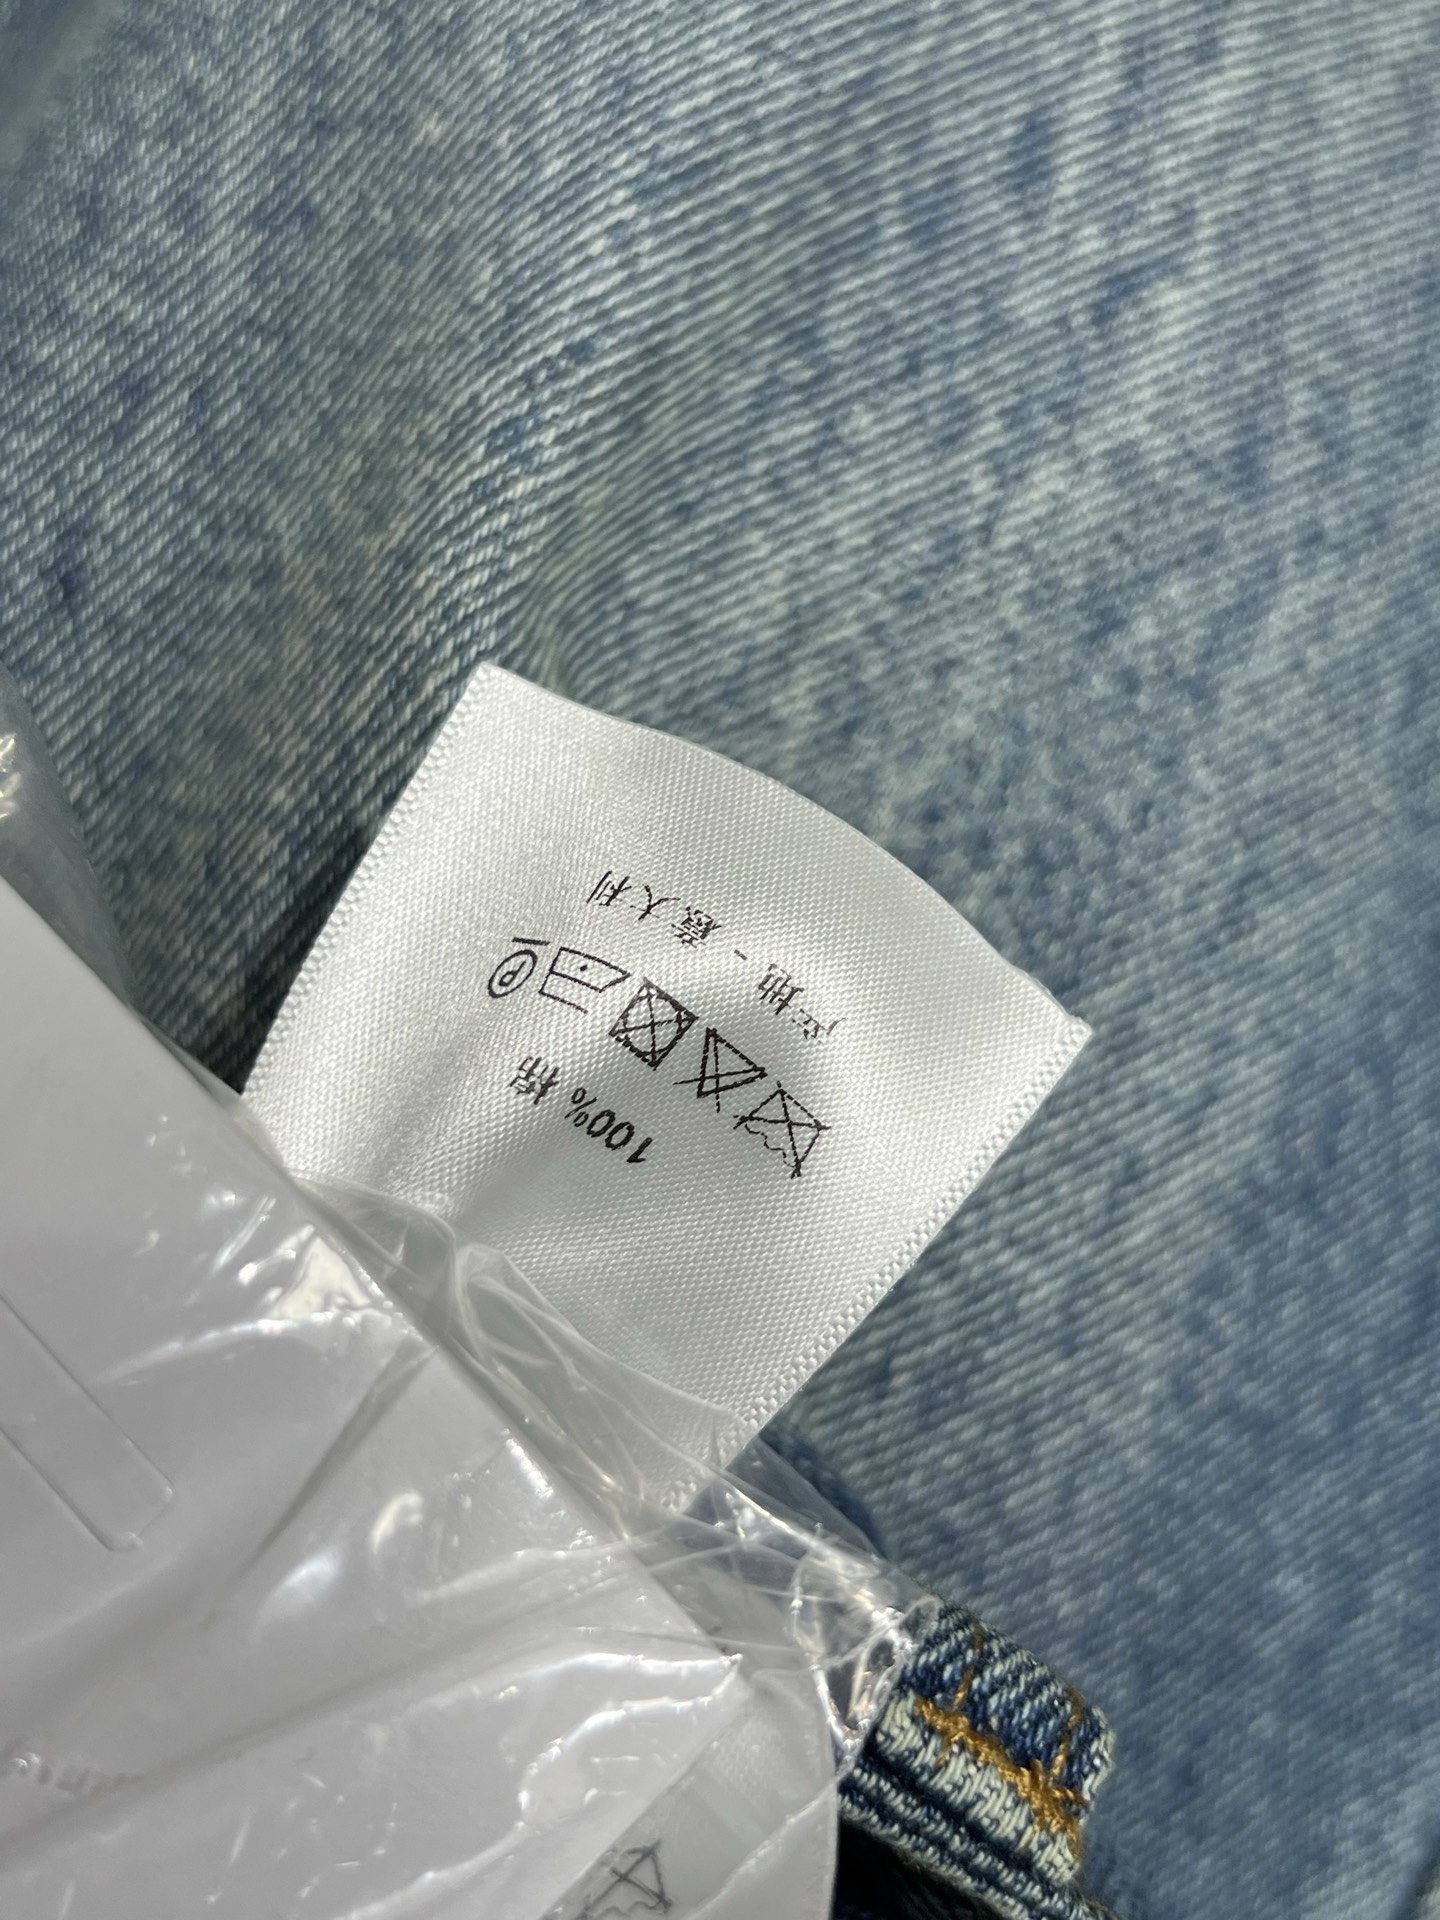 100% 棉
P
产地 - 意大利